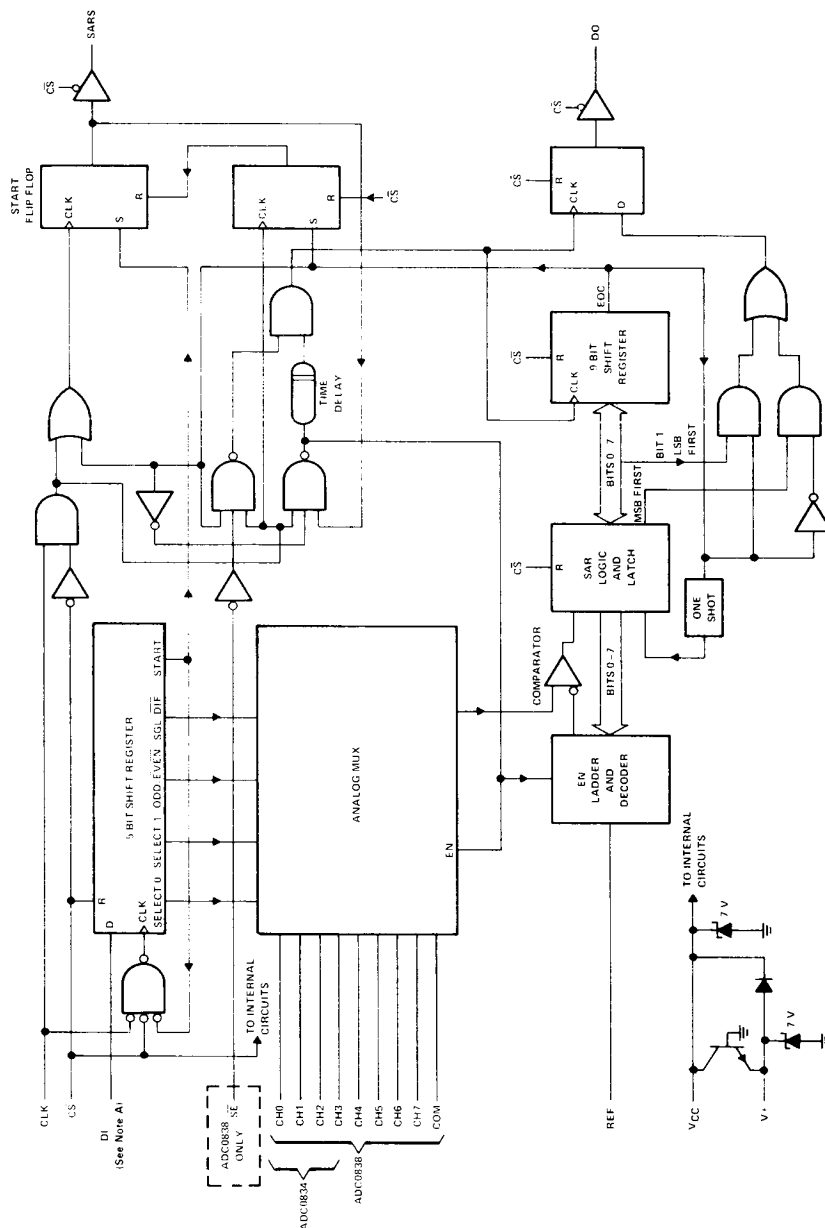 CLK
CS
DI
(See Note A)
ADC0838
ONLY
SE
CH0
CH1
CH2
CH3
CH4
CH5
CH6
CH7
COM
ADC0834
ADC0838
REF
VCC
V+
7 V
7 V
TO INTERNAL
CIRCUITS
TO INTERNAL
CIRCUITS
R
D
CLK
5 BIT SHIFT REGISTER
SELECT 0 SELECT 1 ODD EVEN SGL DIF START
ANALOG MUX
EN
COMPARATOR
EN
LADDER
AND
DECODER
BITS 0-7
CS
R
SAR
LOGIC
AND
LATCH
ONE
SHOT
BITS 0-7
MSB FIRST
BIT 1
LSB
FIRST
CS
R
CLK
9 BIT
SHIFT
REGISTER
EOC
TIME
DELAY
START
FLIP FLOP
CLK
S
R
CLK
S
R
CS
CS
SARS
CS
R
CLK
D
CS
DO